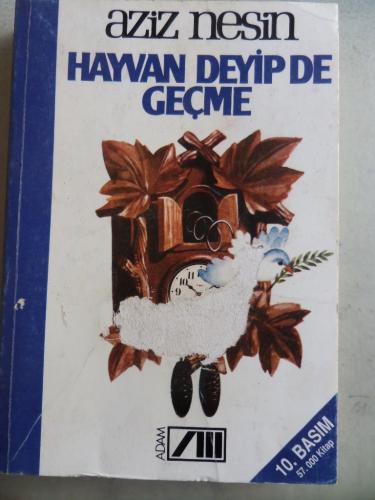 aziz nesin
HAYVAN DEYİP DE
GEÇME
ADAM
10. BASIM
57.000 Kitap